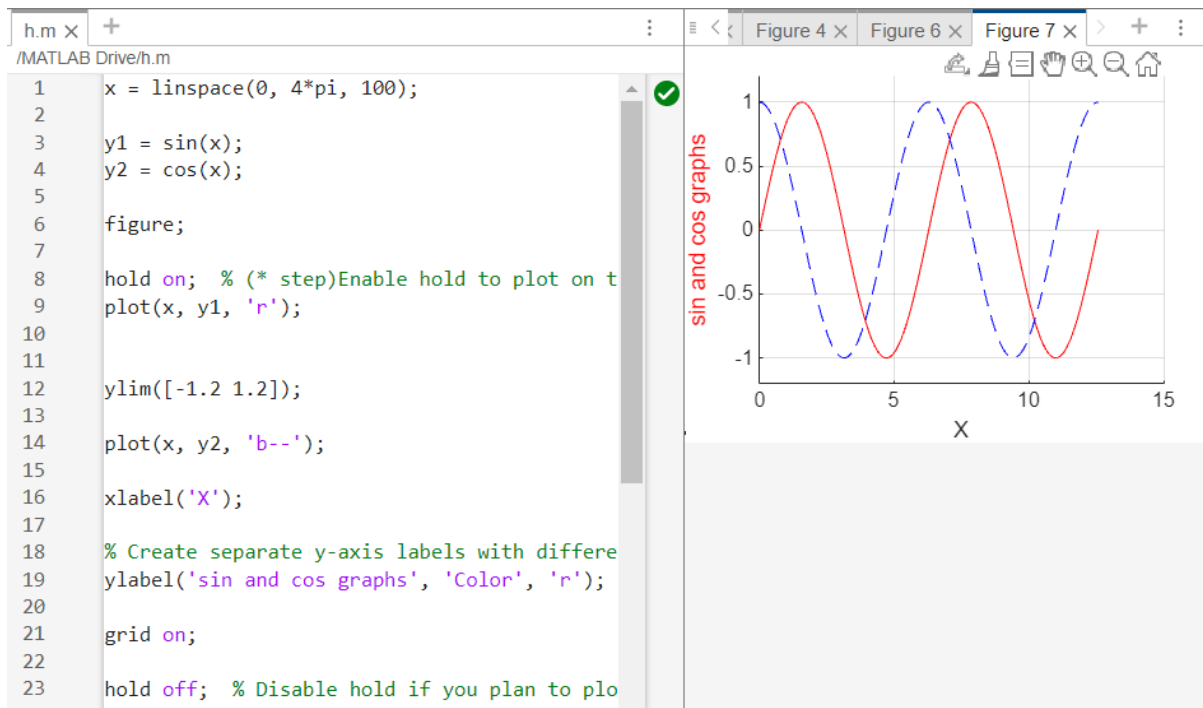 h.m
/MATLAB Drive/h.m
1 x = linspace(0, 4*pi, 100);
2
3 y1 = sin(x);
4 y2 = cos(x);
5
6 figure;
7
8 hold on;  % (* step)Enable hold to plot on t
9 plot(x, y1, 'r');
10
11
12 ylim([-1.2 1.2]);
13
14 plot(x, y2, 'b--');
15
16 xlabel('X');
17
18 % Create separate y-axis labels with differe
19 ylabel('sin and cos graphs', 'Color', 'r');
20
21 grid on;
22
23 hold off;  % Disable hold if you plan to plo
Figure 4 Figure 6 Figure 7
sin and cos graphs
1
0.5
0
-0.5
-1
0 5 10 15
X